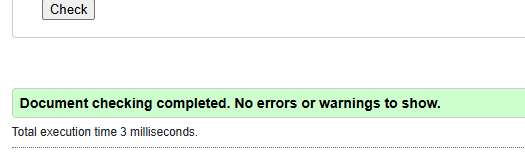 Check
Document checking completed. No errors or warnings to show.
Total execution time 3 milliseconds.